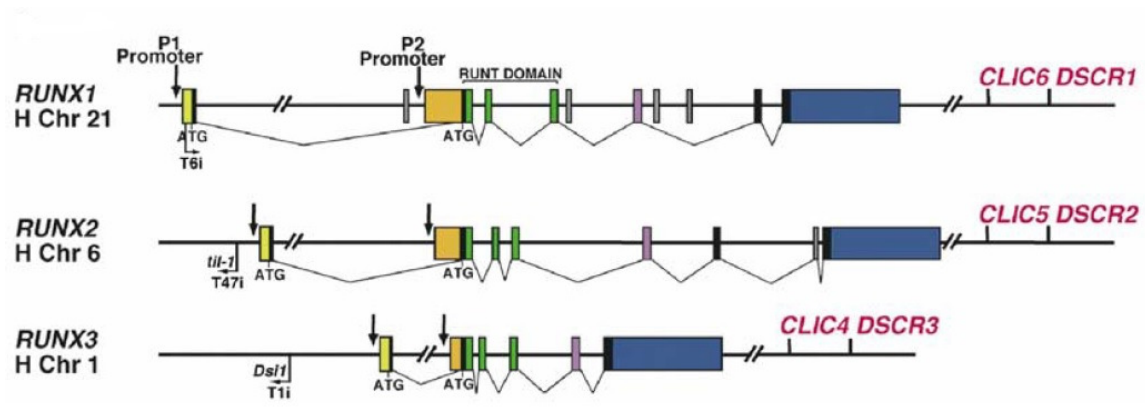 P1
Promoter
P2
Promoter
RUNT DOMAIN
RUNX1
H Chr 21
CLIC6 DSCR1
ATG
ATG
T6i
RUNX2
H Chr 6
CLIC5 DSCR2
til-1
T47i
ATG
ATG
RUNX3
H Chr 1
CLIC4 DSCR3
Dsi1
T1i
ATG
ATG